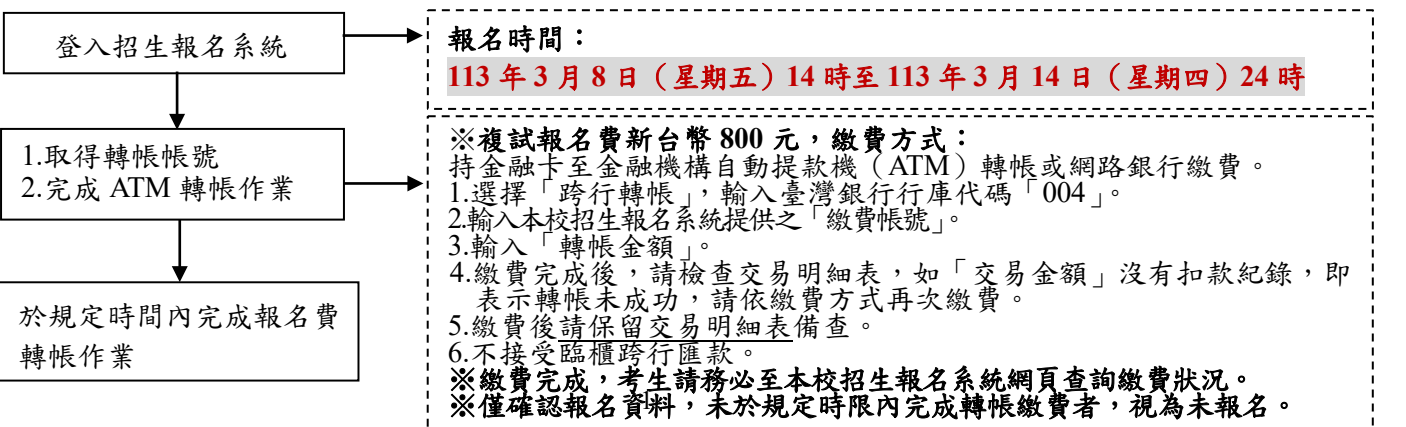 登入招生報名系統
報名時間：
113 年 3 月 8 日（星期五）14 時至 113 年 3 月 14 日（星期四）24 時
1.取得轉帳帳號
2.完成 ATM 轉帳作業
※複試報名費新台幣 800 元，繳費方式：
持金融卡至金融機構自動提款機（ATM）轉帳或網路銀行繳費。
1.選擇「跨行轉帳」，輸入臺灣銀行行庫代碼「004」。
2.輸入本校招生報名系統提供之「繳費帳號」。
3.輸入「轉帳金額」。
4.繳費完成後，請檢查交易明細表，如「交易金額」沒有扣款紀錄，即
表示轉帳未成功，請依繳費方式再次繳費。
5.繳費後請保留交易明細表備查。
6.不接受臨櫃跨行匯款。
※繳費完成，考生請務必至本校招生報名系統網頁查詢繳費狀況。
※僅確認報名資料，未於規定時限內完成轉帳繳費者，視為未報名。
於規定時間內完成報名費
轉帳作業